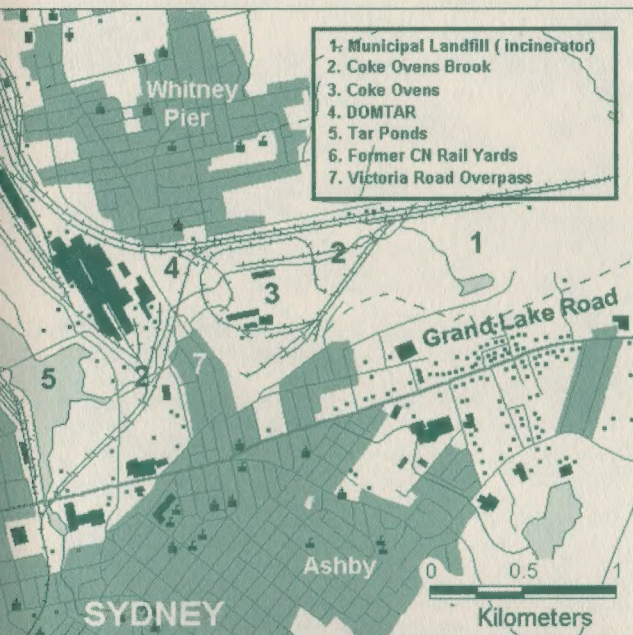 1. Municipal Landfill ( incinerator)
2. Coke Ovens Brook
3. Coke Ovens
4. DOMTAR
5. Tar Ponds
6. Former CN Rail Yards
7. Victoria Road Overpass
Whitney
Pier
1
2
4
3
Grand Lake Road
7
5
2
Ashby
0 0.5 1
Kilometers
SYDNEY